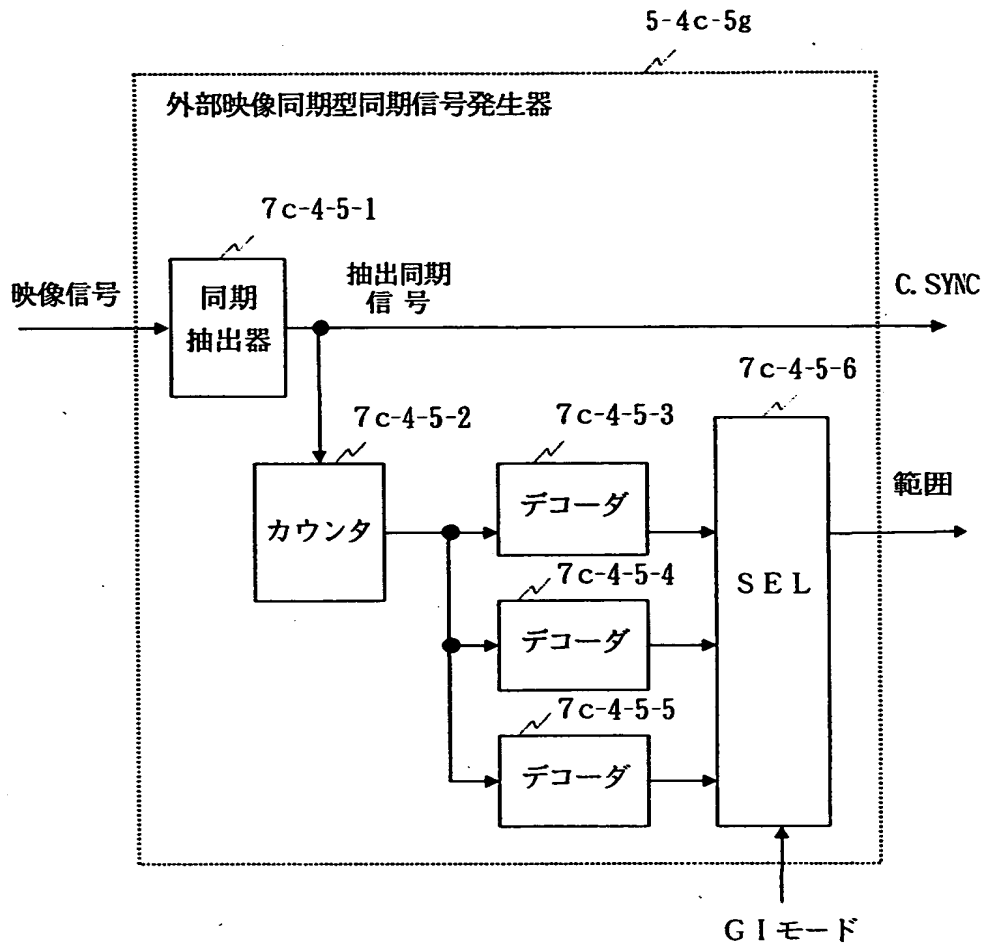 5-4c-5g
外部映像同期型同期信号発生器
7c-4-5-1
映像信号
同期
抽出器
抽出同期
信号
C.SYNC
7c-4-5-2
カウンタ
7c-4-5-3
デコーダ
7c-4-5-4
デコーダ
7c-4-5-5
デコーダ
7c-4-5-6
SEL
範囲
GIモード